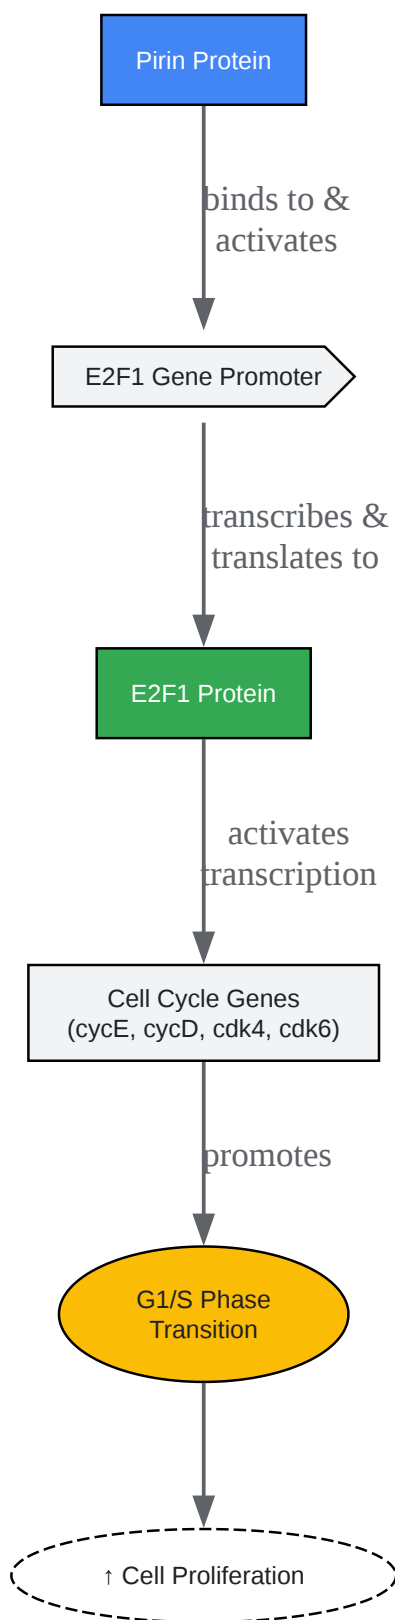 Pirin Protein
binds to &
activates
E2F1 Gene Promoter
transcribes &
translates to
E2F1 Protein
activates
transcription
Cell Cycle Genes
(cycE, cycD, cdk4, cdk6)
promotes
G1/S Phase
Transition
↑ Cell Proliferation